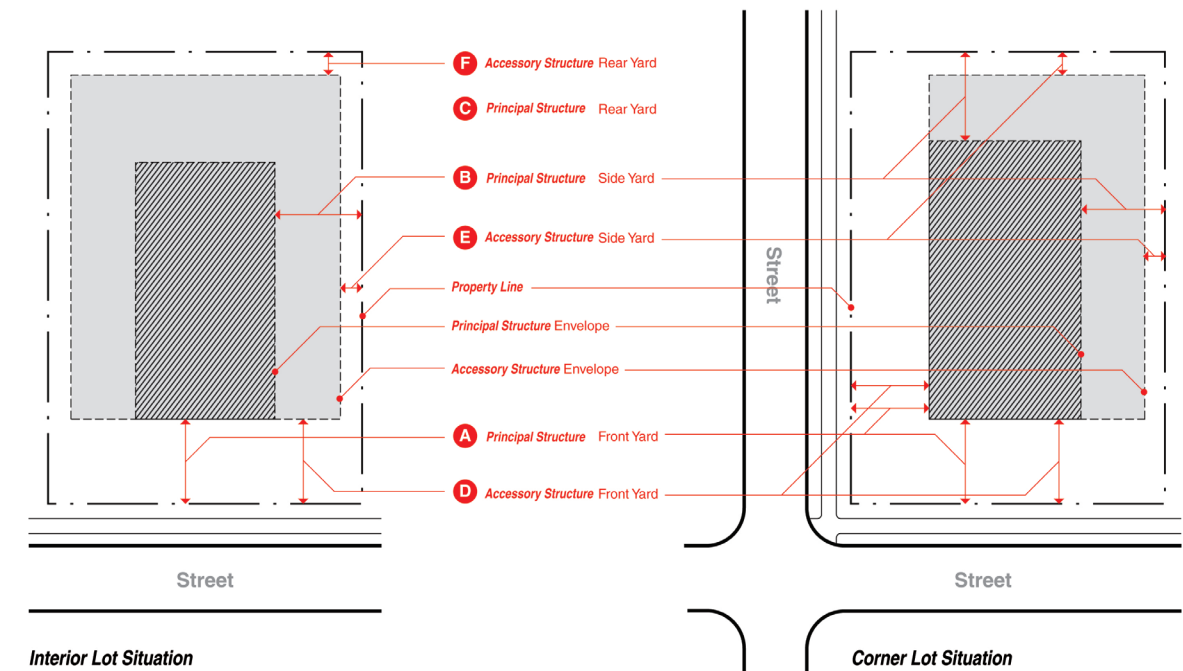 F Accessory Structure Rear Yard
C Principal Structure Rear Yard
B Principal Structure Side Yard
E Accessory Structure Side Yard
Street
Property Line
Principal Structure Envelope
Accessory Structure Envelope
A Principal Structure Front Yard
D Accessory Structure Front Yard
Street
Street
Interior Lot Situation
Corner Lot Situation